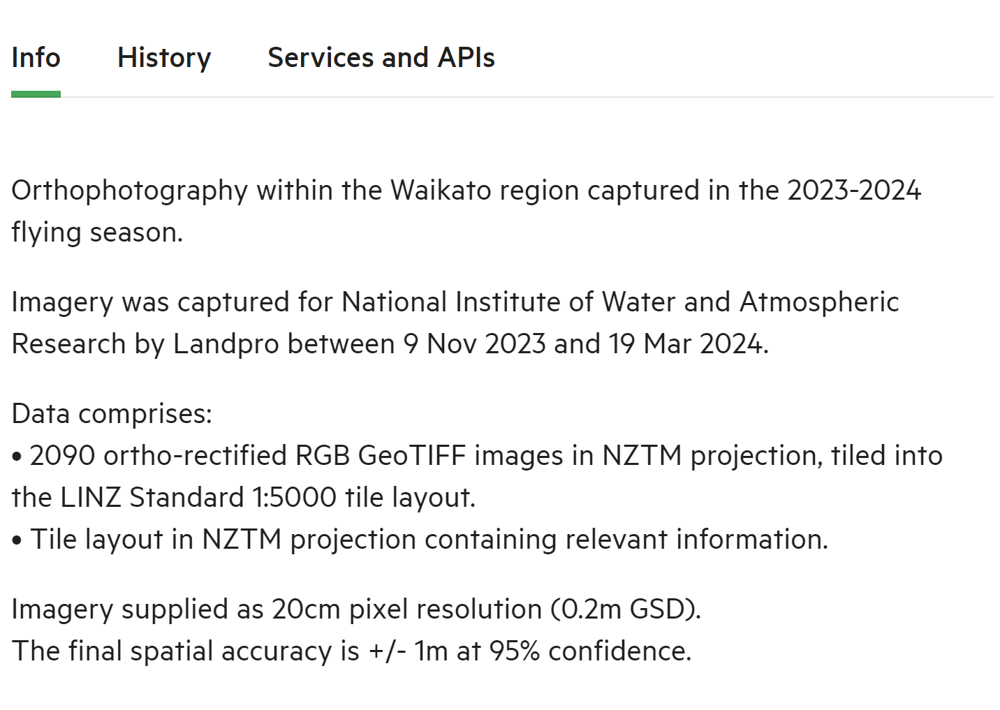 Info History Services and APIs
Orthophotography within the Waikato region captured in the 2023-2024
flying season.
Imagery was captured for National Institute of Water and Atmospheric
Research by Landpro between 9 Nov 2023 and 19 Mar 2024.
Data comprises:
• 2090 ortho-rectified RGB GeoTIFF images in NZTM projection, tiled into
the LINZ Standard 1:5000 tile layout.
• Tile layout in NZTM projection containing relevant information.
Imagery supplied as 20cm pixel resolution (0.2m GSD).
The final spatial accuracy is +/- 1m at 95% confidence.